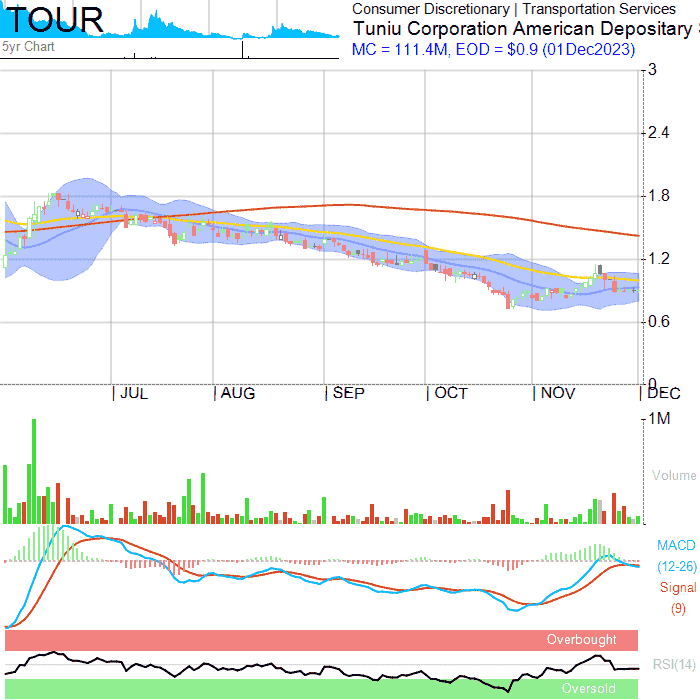 TOUR
Consumer Discretionary | Transportation Services
Tuniu Corporation American Depositary
5yr Chart
MC = 111.4M, EOD = $0.9 (01Dec2023)
3
2.4
1.8
1.2
0.6
0
| JUL | AUG | SEP | OCT | NOV | DEC
1M
Volume
MACD
(12-26)
Signal
(9)
Overbought
RSI(14)
Oversold